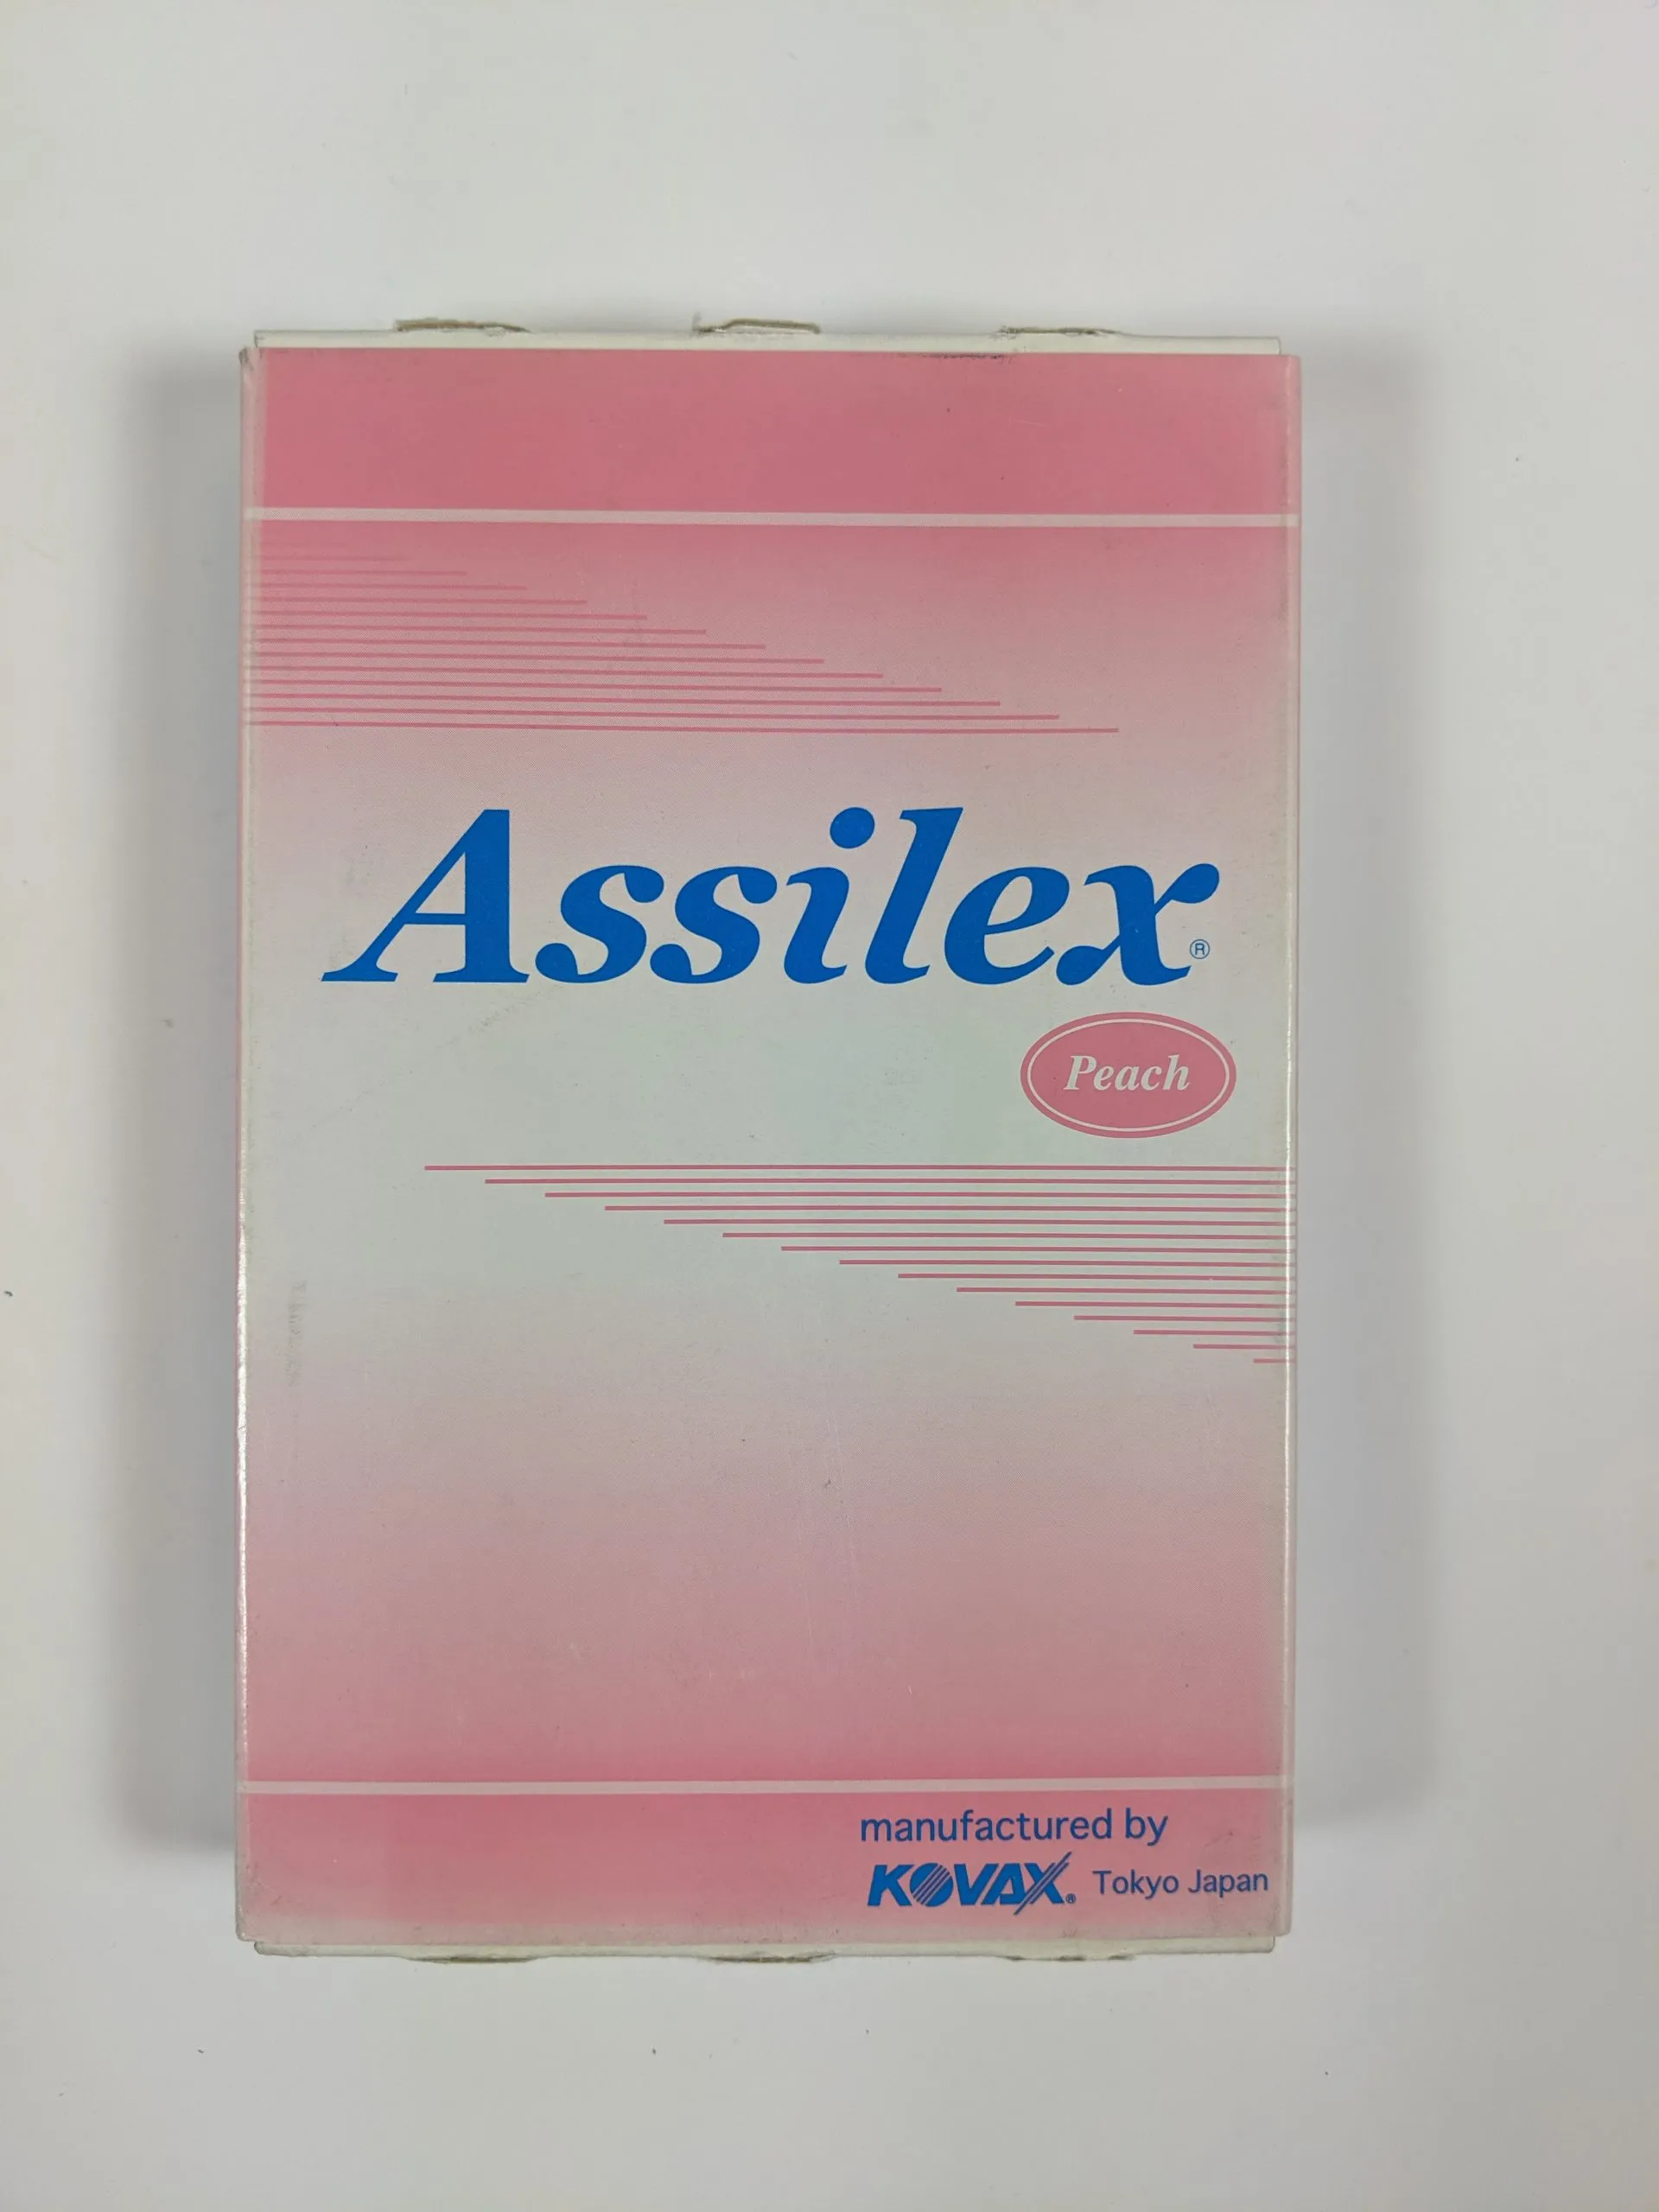 Assilex®
Peach
manufactured by
KOVAX® Tokyo Japan